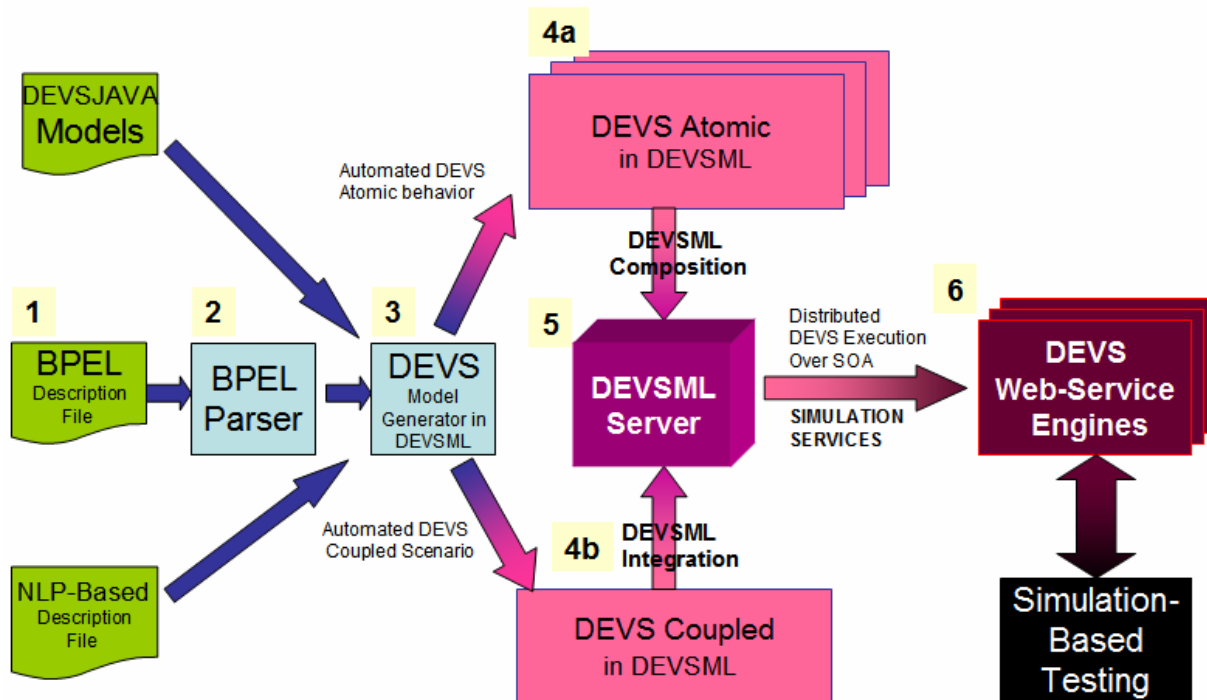 4a
DEVSJAVA
Models
DEVS Atomic
in DEVSML
Automated DEVS
Atomic behavior
DEVSML
Composition
1
2
3
5
6
BPEL
Description
File
BPEL
Parser
DEVS
Model
Generator in
DEVSML
DEVSML
Server
Distributed
DEVS Execution
Over SOA
SIMULATION
SERVICES
DEVS
Web-Service
Engines
Automated DEVS
Coupled Scenario
4b
DEVSML
Integration
NLP-Based
Description
File
DEVS Coupled
in DEVSML
Simulation-
Based
Testing